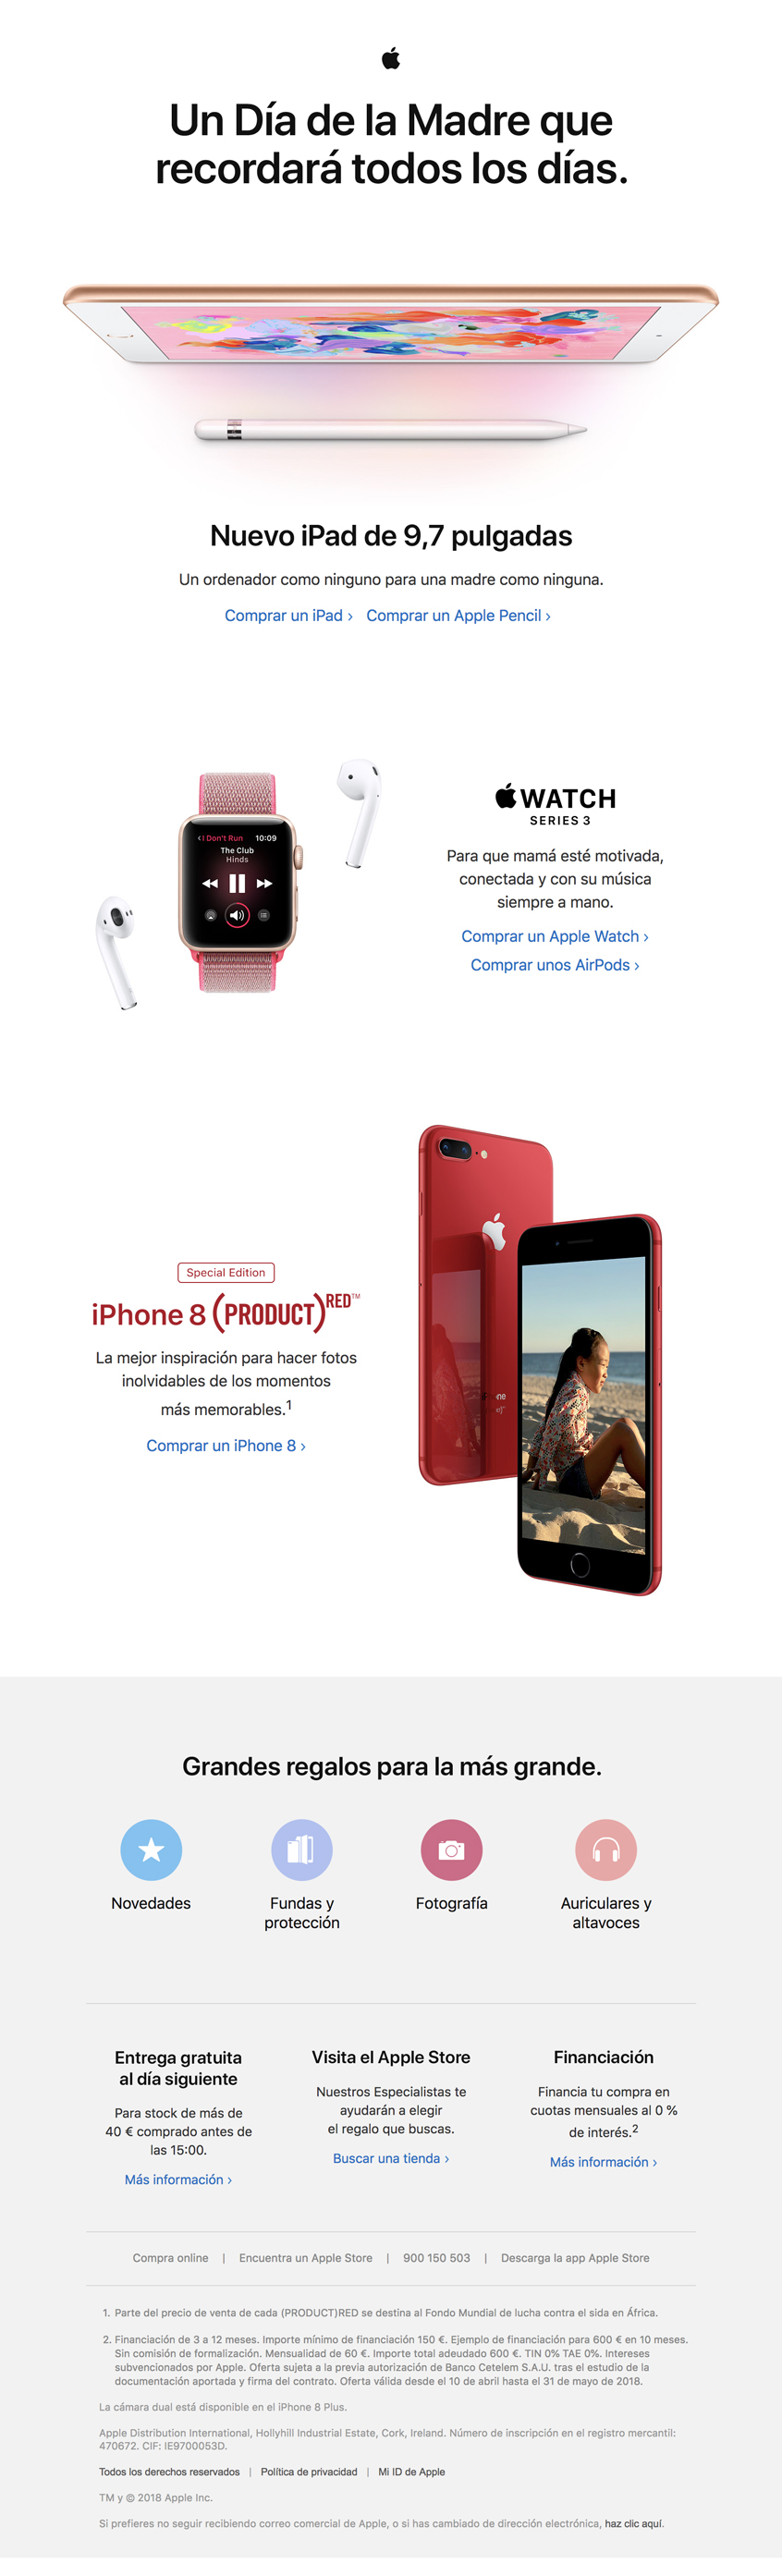 Un Día de la Madre que
recordará todos los días.
Nuevo iPad de 9,7 pulgadas
Un ordenador como ninguno para una madre como ninguna.
Comprar un iPad › Comprar un Apple Pencil ›
‹ I Don't Run 10:09
The Club
Hinds
WATCH
SERIES 3
Para que mamá esté motivada,
conectada y con su música
siempre a mano.
Comprar un Apple Watch ›
Comprar unos AirPods ›
Special Edition
iPhone 8 (PRODUCT)RED™
La mejor inspiración para hacer fotos
inolvidables de los momentos
más memorables.1
Comprar un iPhone 8 ›
Grandes regalos para la más grande.
Novedades
Fundas y
protección
Fotografía
Auriculares y
altavoces
Entrega gratuita
al día siguiente
Para stock de más de
40 € comprado antes de
las 15:00.
Más información ›
Visita el Apple Store
Nuestros Especialistas te
ayudarán a elegir
el regalo que buscas.
Buscar una tienda ›
Financiación
Financia tu compra en
cuotas mensuales al 0 %
de interés.2
Más información ›
Compra online | Encuentra un Apple Store | 900 150 503 | Descarga la app Apple Store
1. Parte del precio de venta de cada (PRODUCT)RED se destina al Fondo Mundial de lucha contra el sida en África.
2. Financiación de 3 a 12 meses. Importe mínimo de financiación 150 €. Ejemplo de financiación para 600 € en 10 meses.
Sin comisión de formalización. Mensualidad de 60 €. Importe total adeudado 600 €. TIN 0% TAE 0%. Intereses
subvencionados por Apple. Oferta sujeta a la previa autorización de Banco Cetelem S.A.U. tras el estudio de la
documentación aportada y firma del contrato. Oferta válida desde el 10 de abril hasta el 31 de mayo de 2018.
La cámara dual está disponible en el iPhone 8 Plus.
Apple Distribution International, Hollyhill Industrial Estate, Cork, Ireland. Número de inscripción en el registro mercantil:
470672. CIF: IE9700053D.
Todos los derechos reservados | Política de privacidad | Mi ID de Apple
TM y © 2018 Apple Inc.
Si prefieres no seguir recibiendo correo comercial de Apple, o si has cambiado de dirección electrónica, haz clic aquí.